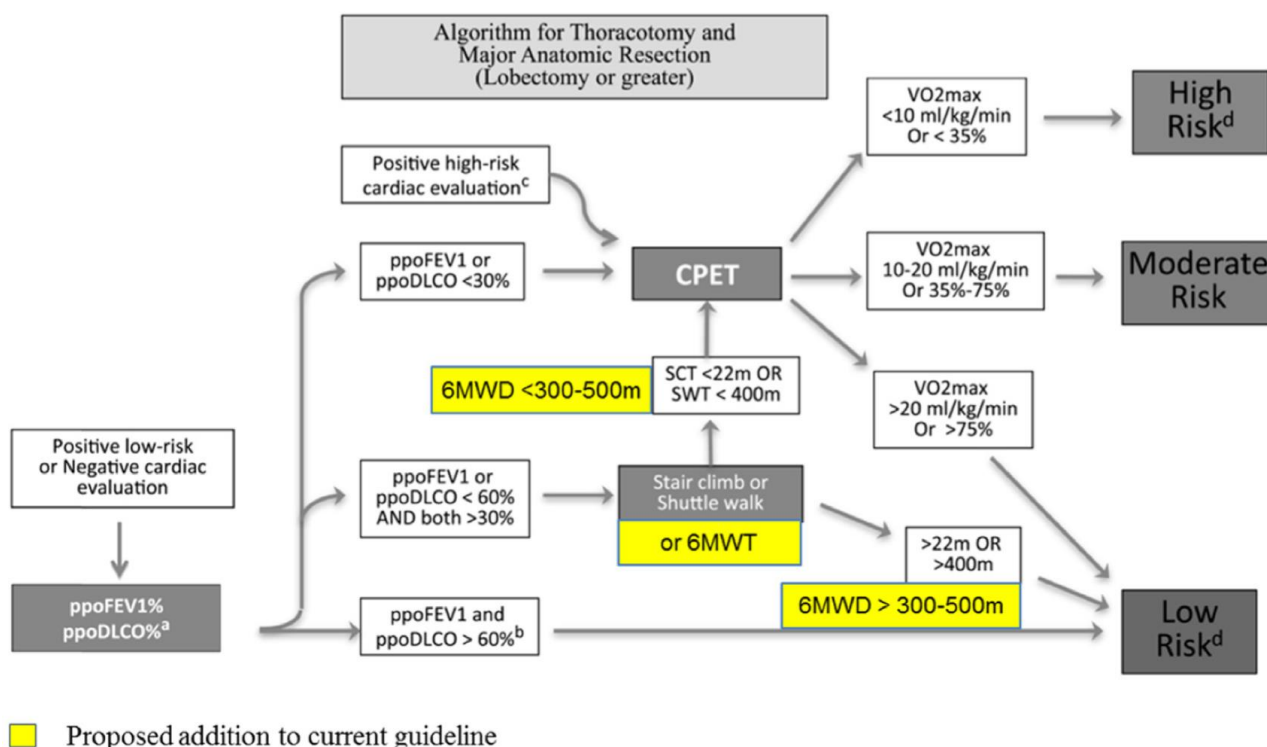 Algorithm for Thoracotomy and
Major Anatomic Resection
(Lobectomy or greater)
VO2max
<10 ml/kg/min
Or < 35%
High
Riskᵈ
Positive high-risk
cardiac evaluationᶜ
ppoFEV1 or
ppoDLCO <30%
CPET
VO2max
10-20 ml/kg/min
Or 35%-75%
Moderate
Risk
6MWD <300-500m
SCT <22m OR
SWT < 400m
VO2max
>20 ml/kg/min
Or >75%
Positive low-risk
or Negative cardiac
evaluation
ppoFEV1 or
ppoDLCO < 60%
AND both >30%
Stair climb or
Shuttle walk
or 6MWT
>22m OR
>400m
6MWD > 300-500m
ppoFEV1%
ppoDLCO%ᵃ
ppoFEV1 and
ppoDLCO > 60%ᵇ
Low
Riskᵈ
Proposed addition to current guideline